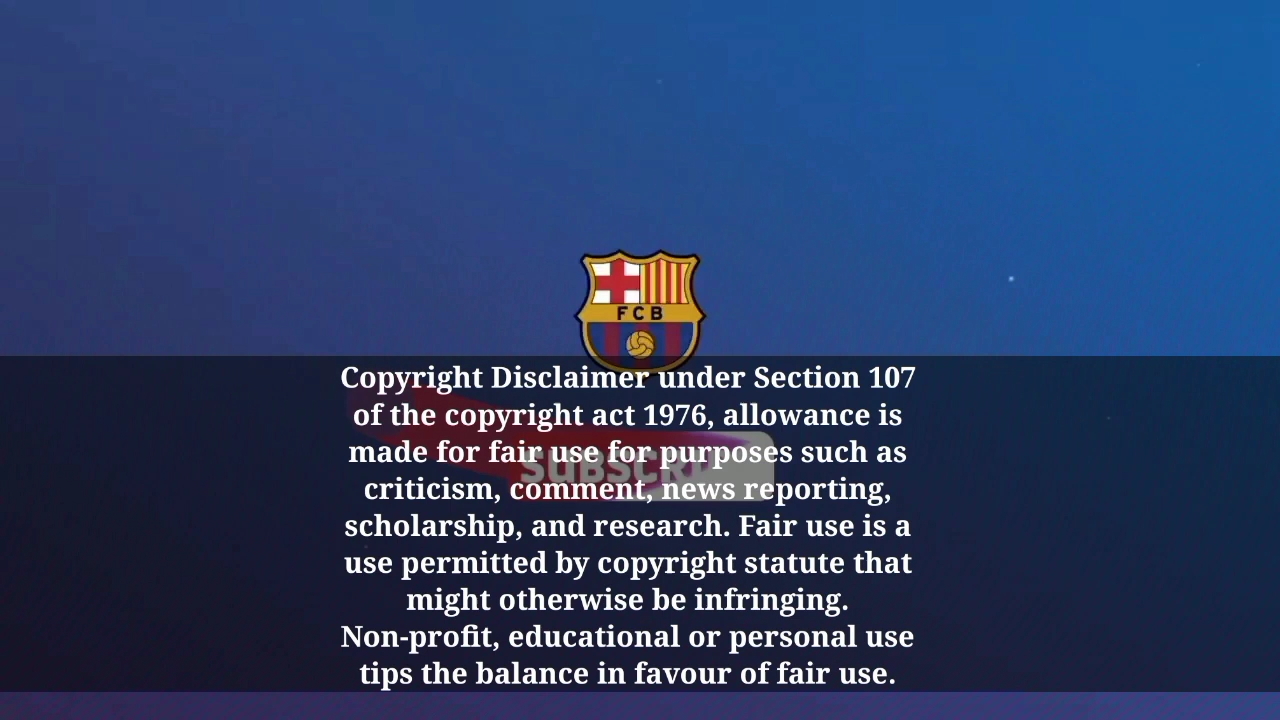 FCB
Copyright Disclaimer under Section 107
of the copyright act 1976, allowance is
made for fair use for purposes such as
SUBSCRI
criticism, comment, news reporting,
scholarship, and research. Fair use is a
use permitted by copyright statute that
might otherwise be infringing.
Non-profit, educational or personal use
tips the balance in favour of fair use.